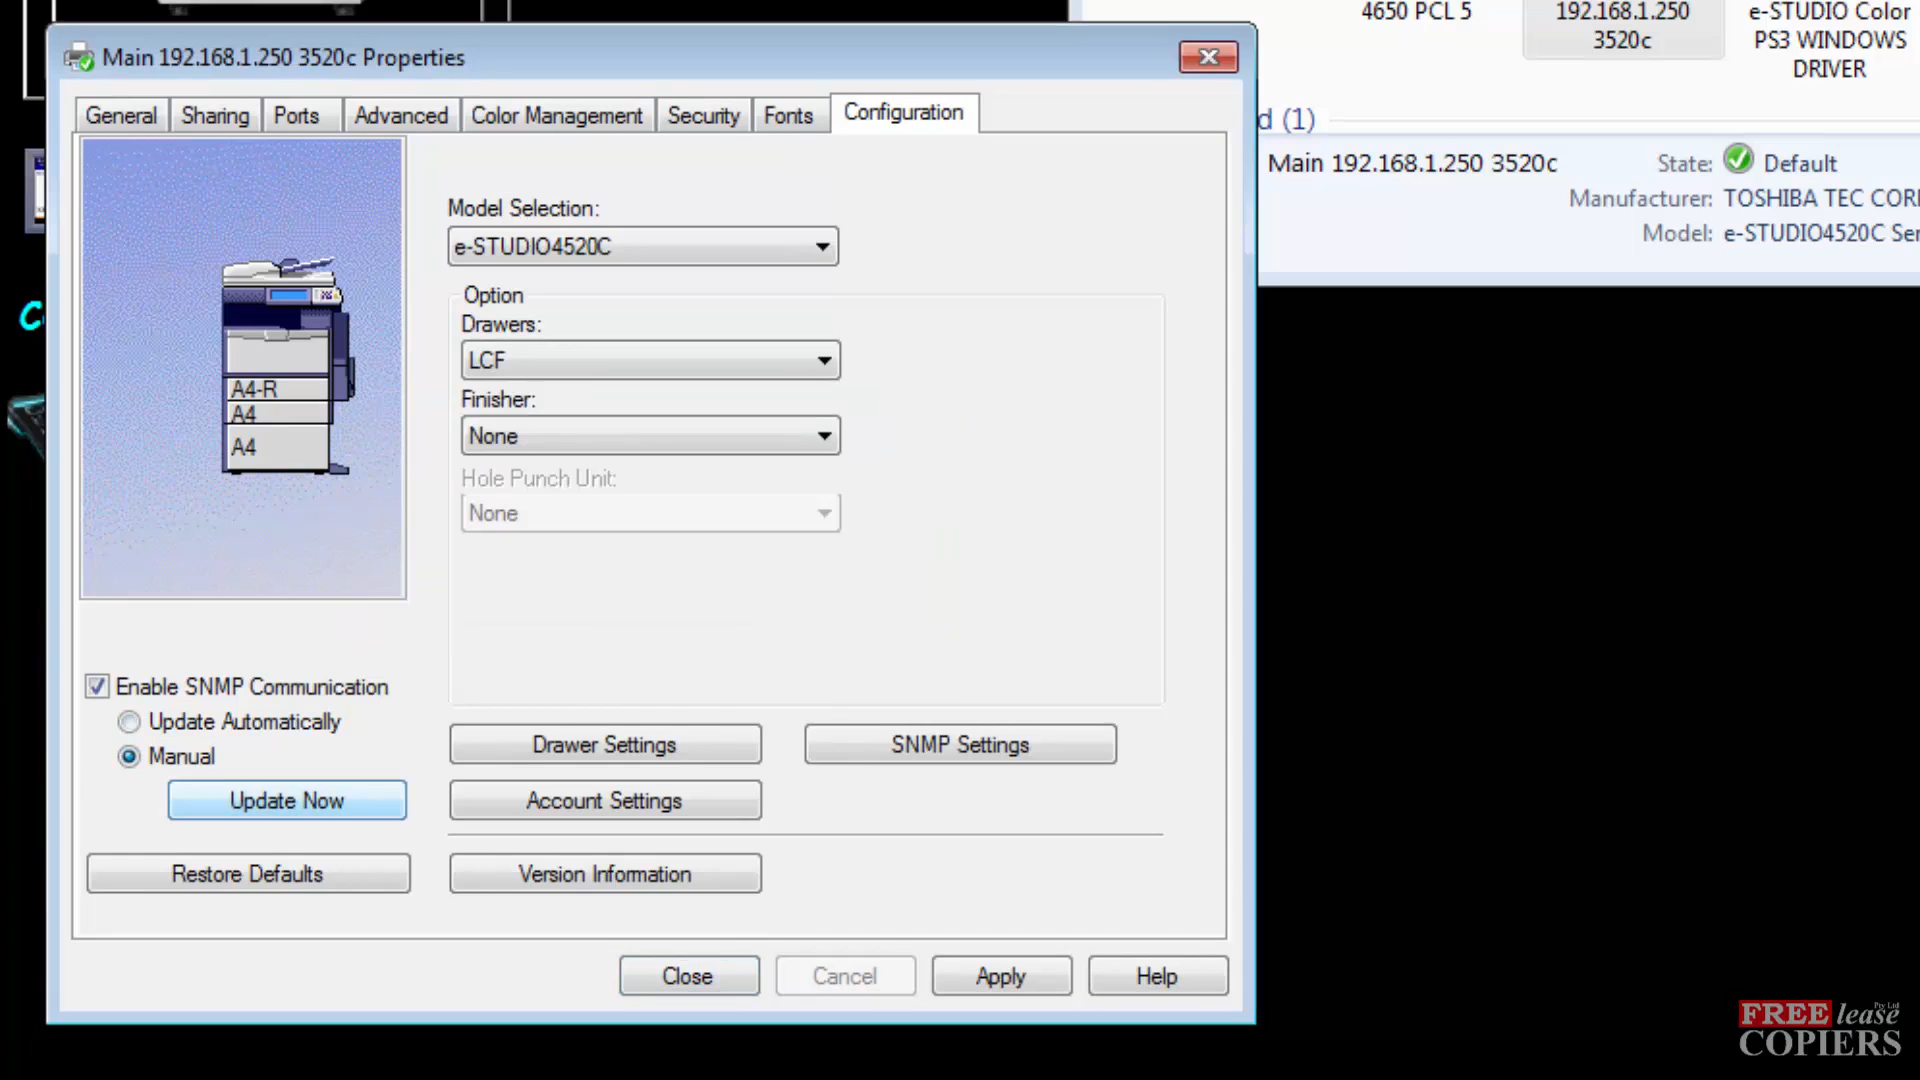 Main 192.168.1.250 3520c Properties
General
Sharing
Ports
Advanced
Color Management
Security
Fonts
Configuration
A4-R
A4
A4
Model Selection:
e-STUDIO4520C
Option
Drawers:
LCF
Finisher:
None
Hole Punch Unit:
None
Enable SNMP Communication
Update Automatically
Manual
Update Now
Restore Defaults
Drawer Settings
SNMP Settings
Account Settings
Version Information
Close
Cancel
Apply
Help
4650 PCL 5
192.168.1.250
3520c
e-STUDIO Color
PS3 WINDOWS
DRIVER
d (1)
Main 192.168.1.250 3520c
State: Default
Manufacturer: TOSHIBA TEC CORP
Model: e-STUDIO4520C Ser
FREE lease Pty Ltd
COPIERS